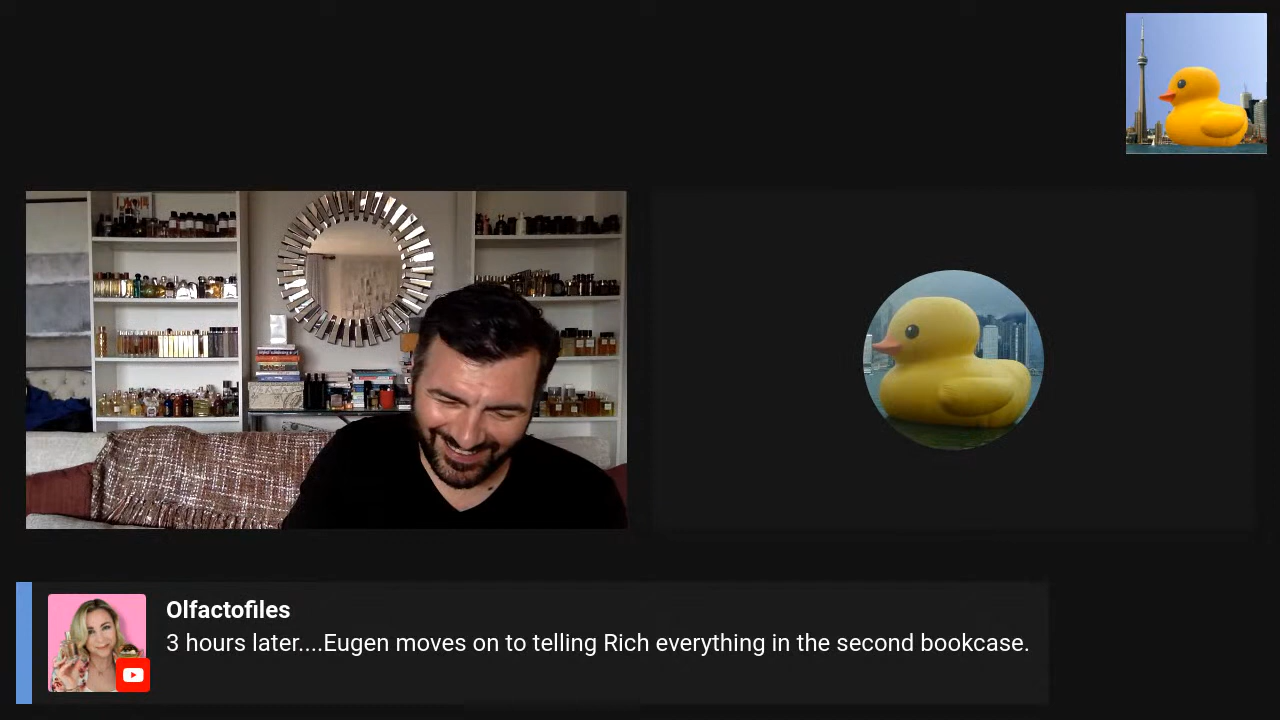 Olfactofiles
3 hours later....Eugen moves on to telling Rich everything in the second bookcase.